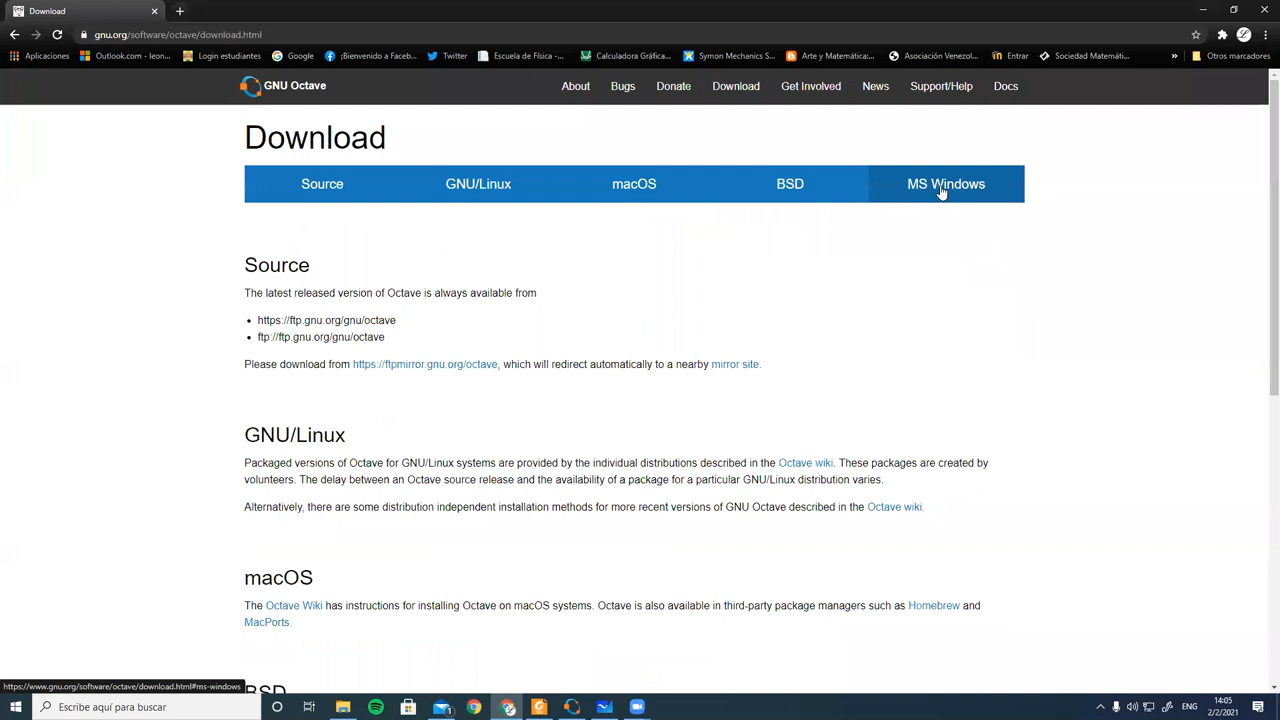 Download
gnu.org/software/octave/download.html
Aplicaciones Outlook.com - leon... Login estudiantes Google ¡Bienvenido a Faceb... Twitter Escuela de Física -... Calculadora Gráfica... Symon Mechanics S... Arte y Matemática:... Asociación Venezol... Entrar Sociedad Matemáti... » Otros marcadores
GNU Octave About Bugs Donate Download Get Involved News Support/Help Docs
Download
Source GNU/Linux macOS BSD MS Windows
Source
The latest released version of Octave is always available from
• https://ftp.gnu.org/gnu/octave
• ftp://ftp.gnu.org/gnu/octave
Please download from https://ftpmirror.gnu.org/octave, which will redirect automatically to a nearby mirror site.
GNU/Linux
Packaged versions of Octave for GNU/Linux systems are provided by the individual distributions described in the Octave wiki. These packages are created by
volunteers. The delay between an Octave source release and the availability of a package for a particular GNU/Linux distribution varies.
Alternatively, there are some distribution independent installation methods for more recent versions of GNU Octave described in the Octave wiki.
macOS
The Octave Wiki has instructions for installing Octave on macOS systems. Octave is also available in third-party package managers such as Homebrew and
MacPorts.
BSD
https://www.gnu.org/software/octave/download.html#ms-windows
Escribe aquí para buscar ENG 14:05
2/2/2021